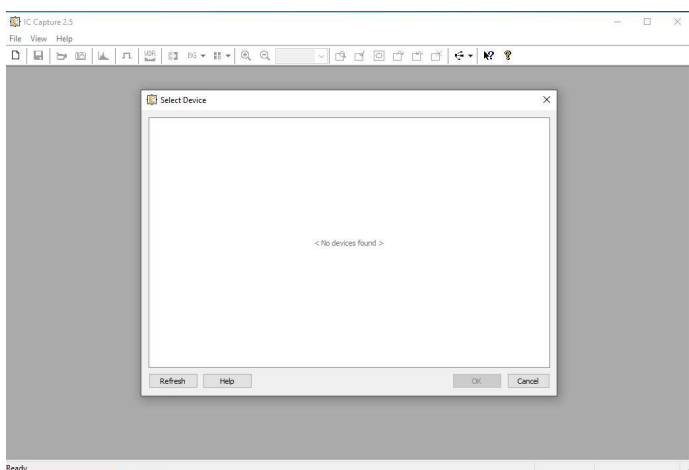 IC Capture 2.5
File View Help
Select Device
< No devices found >
Refresh Help OK Cancel
Ready